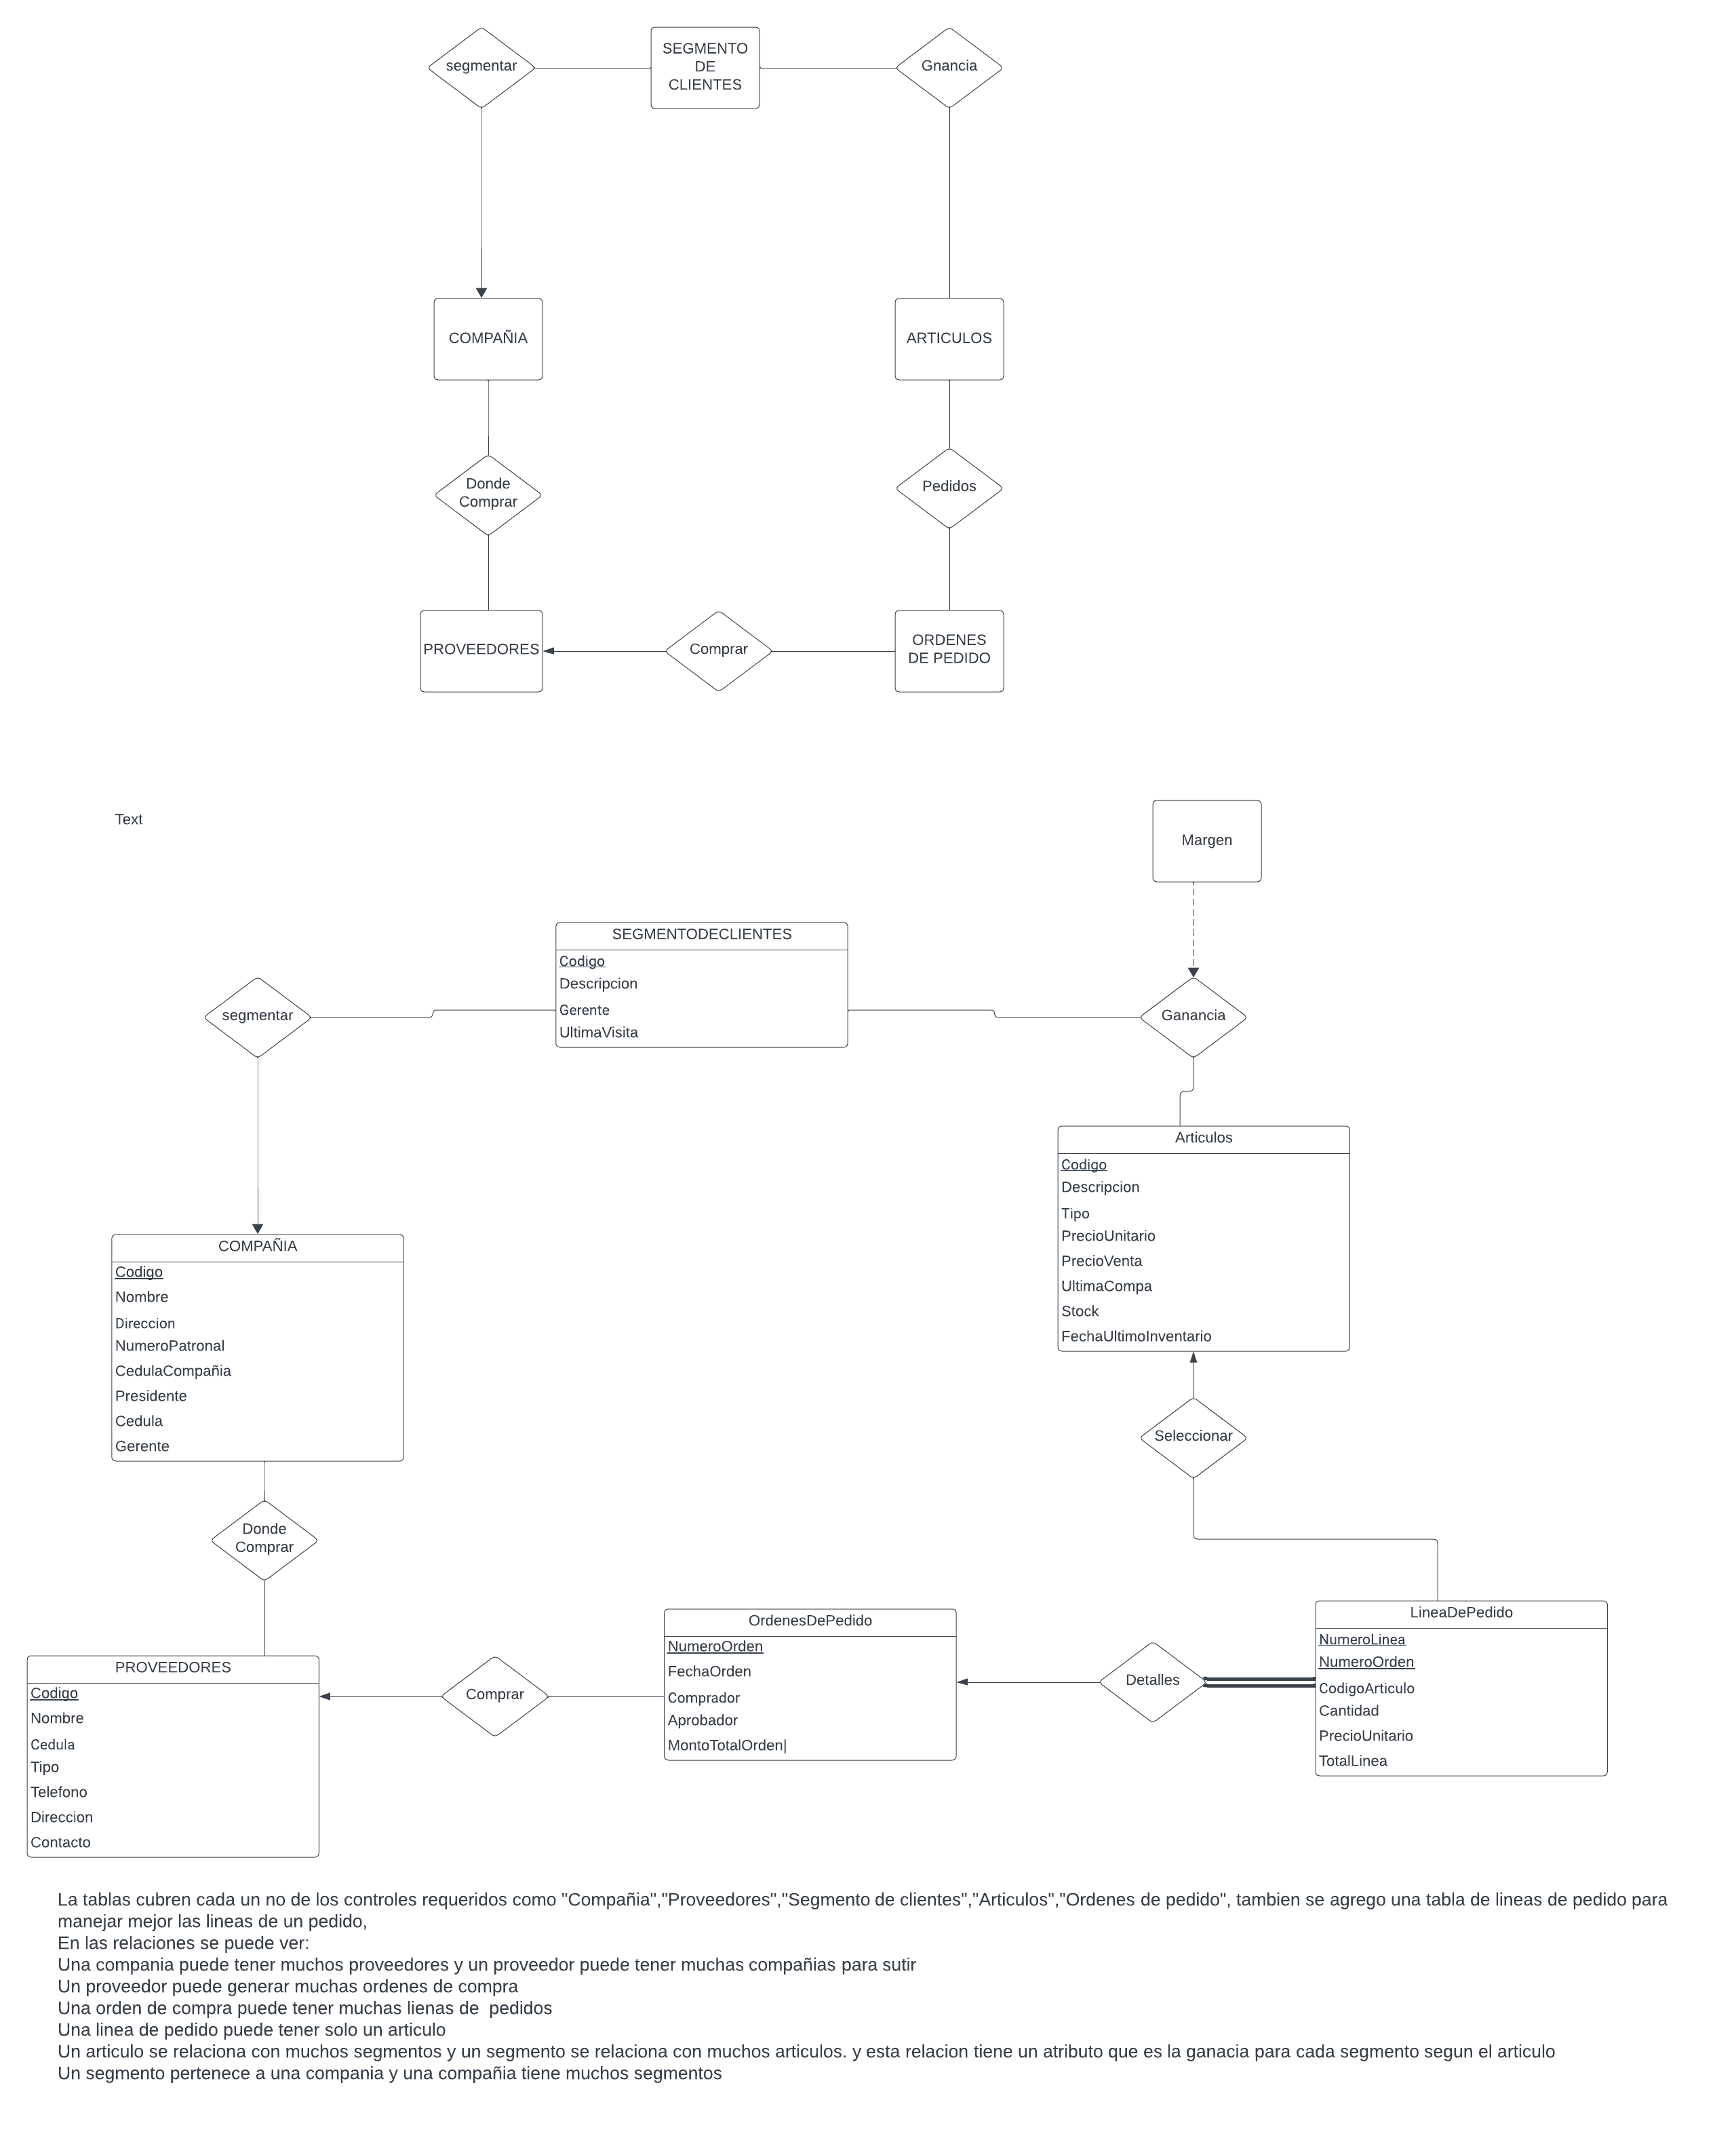 segmentar
SEGMENTO
DE
CLIENTES
Gnancia
COMPAÑIA
ARTICULOS
Donde
Comprar
Pedidos
PROVEEDORES
Comprar
ORDENES
DE PEDIDO
Text
Margen
SEGMENTODECLIENTES
Codigo
Descripcion
Gerente
UltimaVisita
segmentar
Ganancia
Articulos
Codigo
Descripcion
Tipo
PrecioUnitario
PrecioVenta
UltimaCompa
Stock
FechaUltimoInventario
COMPAÑIA
Codigo
Nombre
Direccion
NumeroPatronal
CedulaCompañia
Presidente
Cedula
Gerente
Seleccionar
Donde
Comprar
OrdenesDePedido
NumeroOrden
FechaOrden
Comprador
Aprobador
MontoTotalOrden|
LineaDePedido
NumeroLinea
NumeroOrden
CodigoArticulo
Cantidad
PrecioUnitario
TotalLinea
Detalles
Comprar
PROVEEDORES
Codigo
Nombre
Cedula
Tipo
Telefono
Direccion
Contacto
La tablas cubren cada un no de los controles requeridos como "Compañia","Proveedores","Segmento de clientes","Articulos","Ordenes de pedido", tambien se agrego una tabla de lineas de pedido para
manejar mejor las lineas de un pedido,
En las relaciones se puede ver:
Una compania puede tener muchos proveedores y un proveedor puede tener muchas compañias para sutir
Un proveedor puede generar muchas ordenes de compra
Una orden de compra puede tener muchas lienas de  pedidos
Una linea de pedido puede tener solo un articulo
Un articulo se relaciona con muchos segmentos y un segmento se relaciona con muchos articulos. y esta relacion tiene un atributo que es la ganacia para cada segmento segun el articulo
Un segmento pertenece a una compania y una compañia tiene muchos segmentos